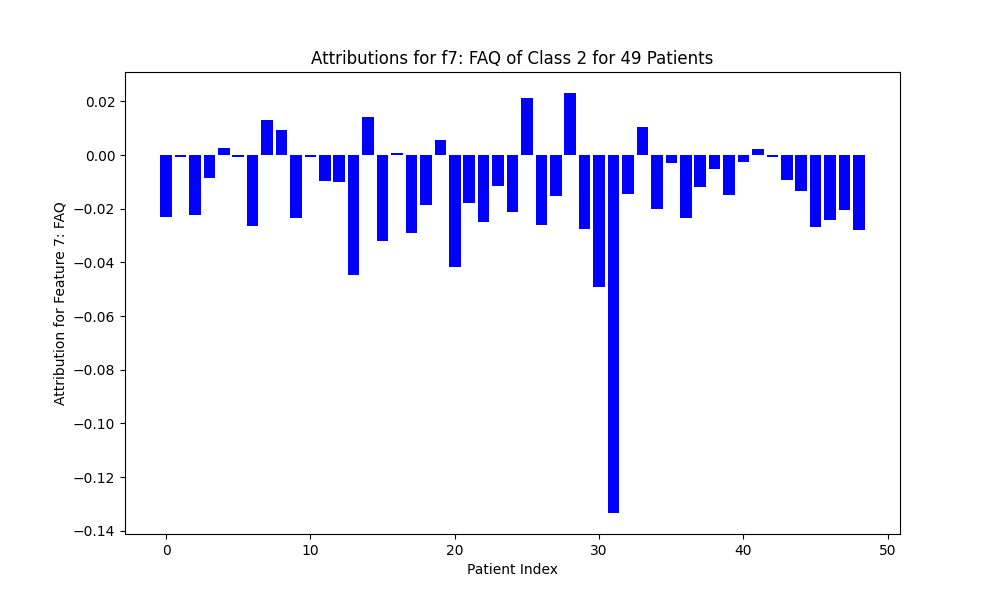 Attributions for f7: FAQ of Class 2 for 49 Patients
Attribution for Feature 7: FAQ
0.02
0.00
−0.02
−0.04
−0.06
−0.08
−0.10
−0.12
−0.14
0 10 20 30 40 50
Patient Index